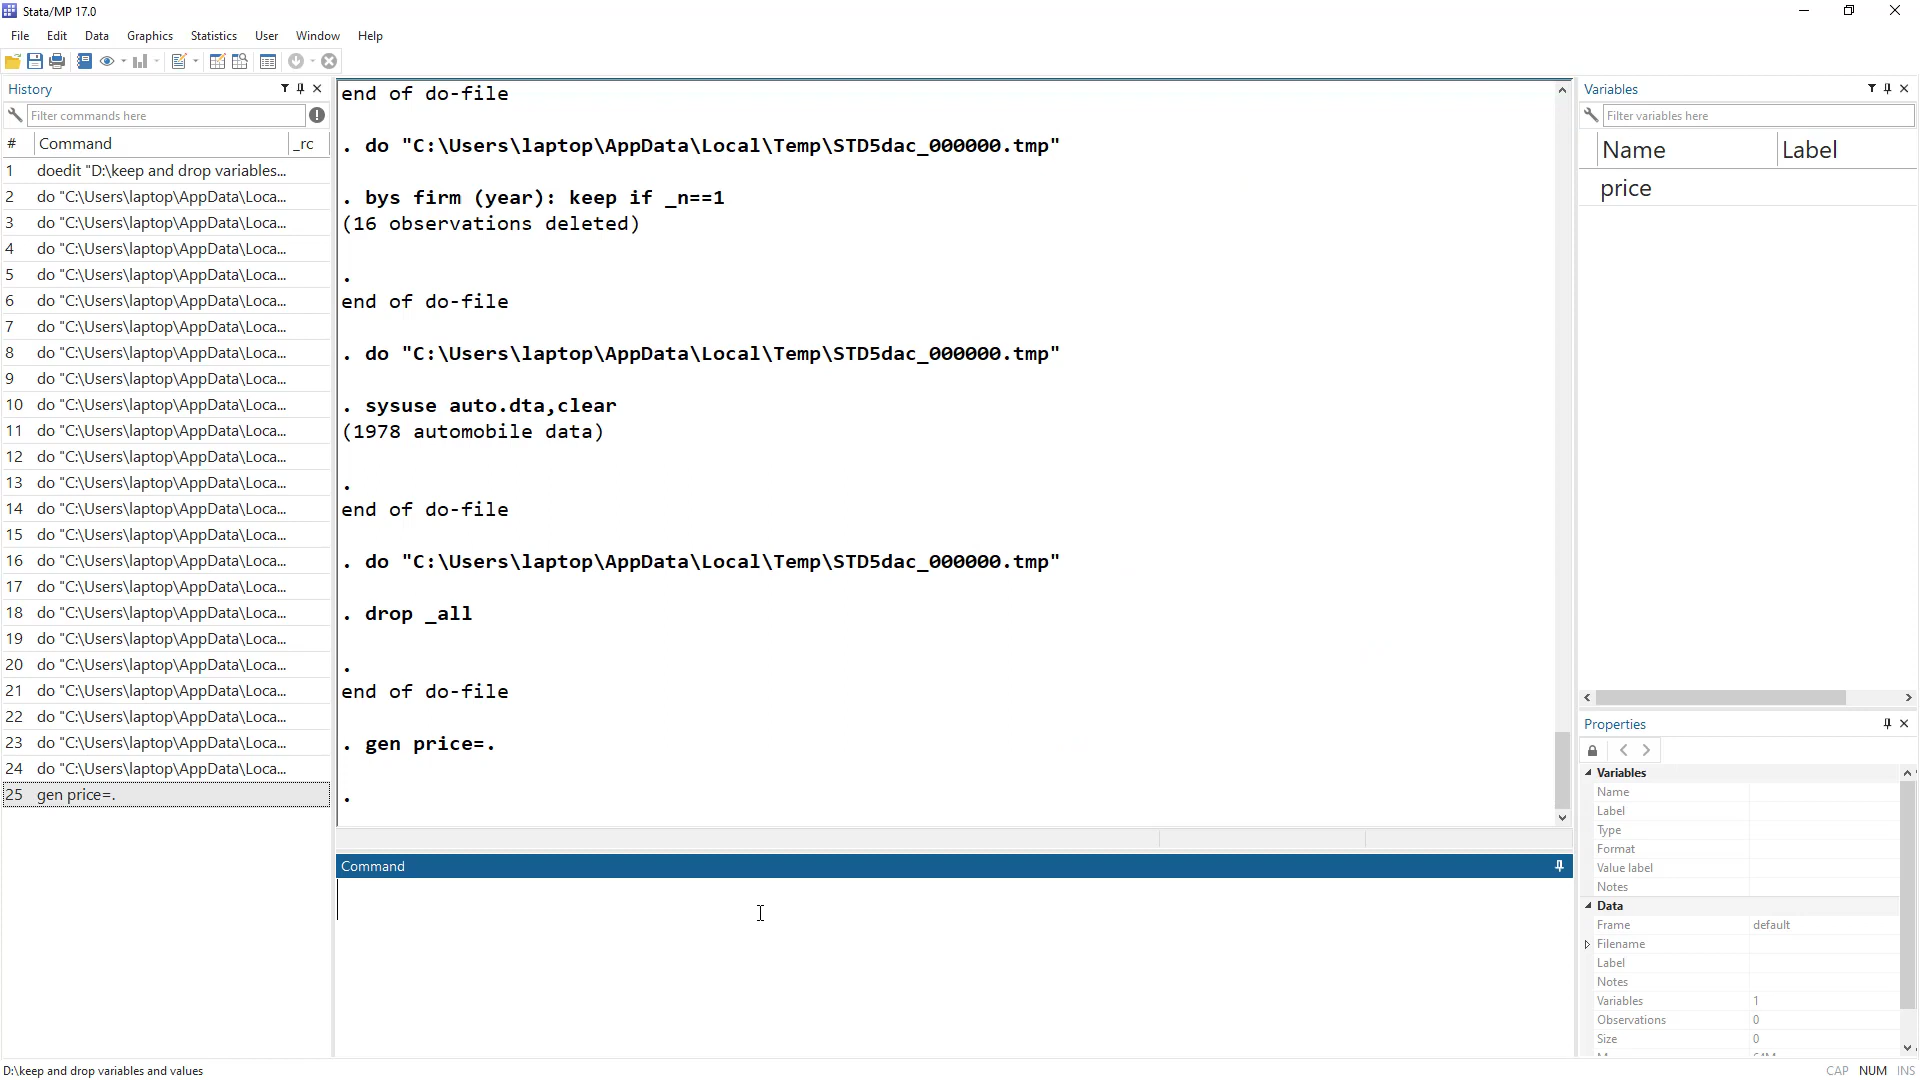 Stata/MP 17.0
File Edit Data Graphics Statistics User Window Help
History
Filter commands here
# Command _rc
1 doedit "D:\keep and drop variables...
2 do "C:\Users\laptop\AppData\Loca...
3 do "C:\Users\laptop\AppData\Loca...
4 do "C:\Users\laptop\AppData\Loca...
5 do "C:\Users\laptop\AppData\Loca...
6 do "C:\Users\laptop\AppData\Loca...
7 do "C:\Users\laptop\AppData\Loca...
8 do "C:\Users\laptop\AppData\Loca...
9 do "C:\Users\laptop\AppData\Loca...
10 do "C:\Users\laptop\AppData\Loca...
11 do "C:\Users\laptop\AppData\Loca...
12 do "C:\Users\laptop\AppData\Loca...
13 do "C:\Users\laptop\AppData\Loca...
14 do "C:\Users\laptop\AppData\Loca...
15 do "C:\Users\laptop\AppData\Loca...
16 do "C:\Users\laptop\AppData\Loca...
17 do "C:\Users\laptop\AppData\Loca...
18 do "C:\Users\laptop\AppData\Loca...
19 do "C:\Users\laptop\AppData\Loca...
20 do "C:\Users\laptop\AppData\Loca...
21 do "C:\Users\laptop\AppData\Loca...
22 do "C:\Users\laptop\AppData\Loca...
23 do "C:\Users\laptop\AppData\Loca...
24 do "C:\Users\laptop\AppData\Loca...
25 gen price=.
end of do-file
. do "C:\Users\laptop\AppData\Local\Temp\STD5dac_000000.tmp"
. bys firm (year): keep if _n==1
(16 observations deleted)
.
end of do-file
. do "C:\Users\laptop\AppData\Local\Temp\STD5dac_000000.tmp"
. sysuse auto.dta,clear
(1978 automobile data)
.
end of do-file
. do "C:\Users\laptop\AppData\Local\Temp\STD5dac_000000.tmp"
. drop _all
.
end of do-file
. gen price=.
.
Command
Variables
Filter variables here
Name Label
price
Properties
Variables
Name
Label
Type
Format
Value label
Notes
Data
Frame default
Filename
Label
Notes
Variables 1
Observations 0
Size 0
D:\keep and drop variables and values
CAP NUM INS